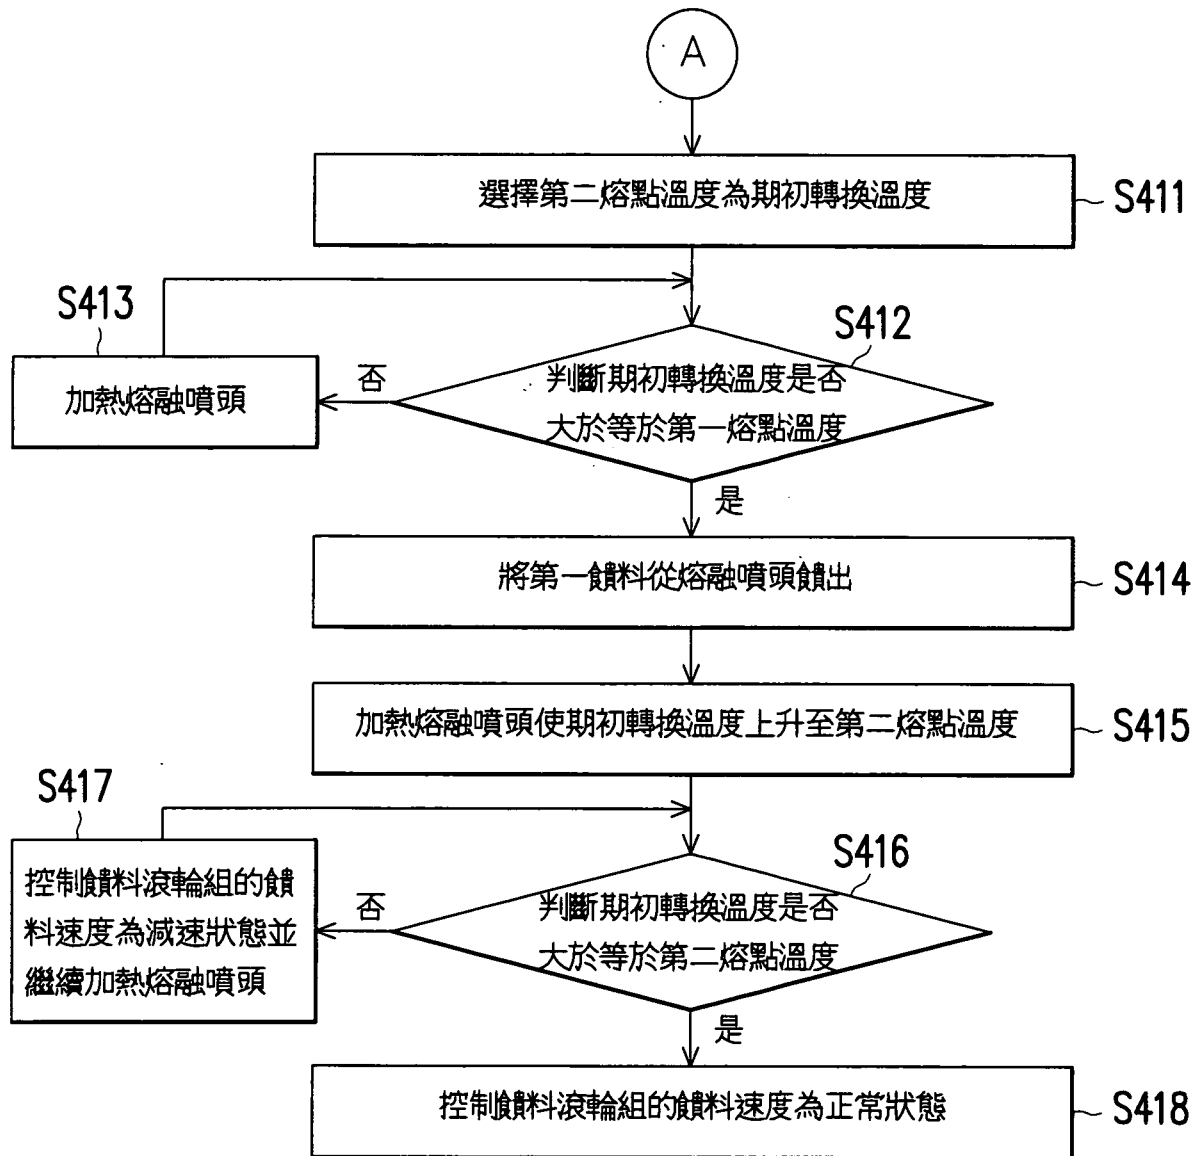 A
選擇第二熔點溫度為期初轉換溫度
S411
S413
加熱熔融噴頭
否
S412
判斷期初轉換溫度是否
大於等於第一熔點溫度
是
將第一饋料從熔融噴頭饋出
S414
加熱熔融噴頭使期初轉換溫度上升至第二熔點溫度
S415
S417
控制饋料滾輪組的饋
料速度為減速狀態並
繼續加熱熔融噴頭
否
S416
判斷期初轉換溫度是否
大於等於第二熔點溫度
是
控制饋料滾輪組的饋料速度為正常狀態
S418